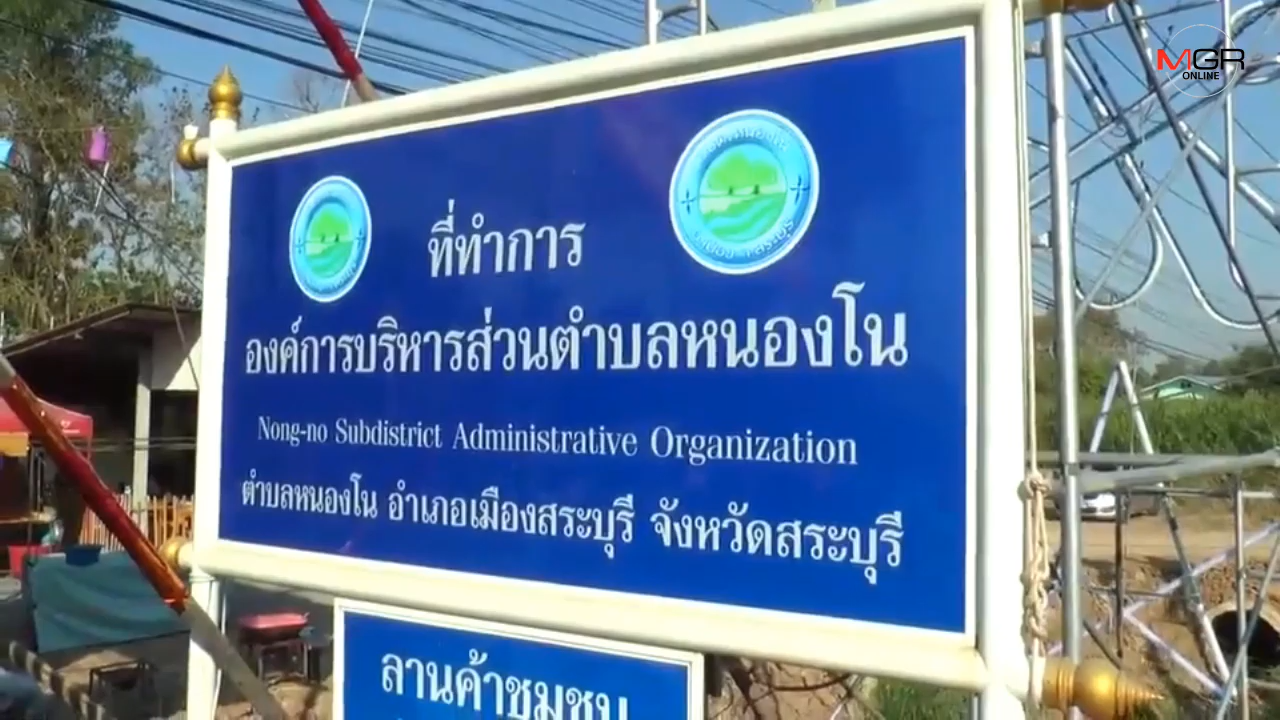 MGR
ONLINE
ที่ทำการ
องค์การบริหารส่วนตำบลหนองโน
Nong-no Subdistrict Administrative Organization
ตำบลหนองโน อำเภอเมืองสระบุรี จังหวัดสระบุรี
ลานค้าชุมชน